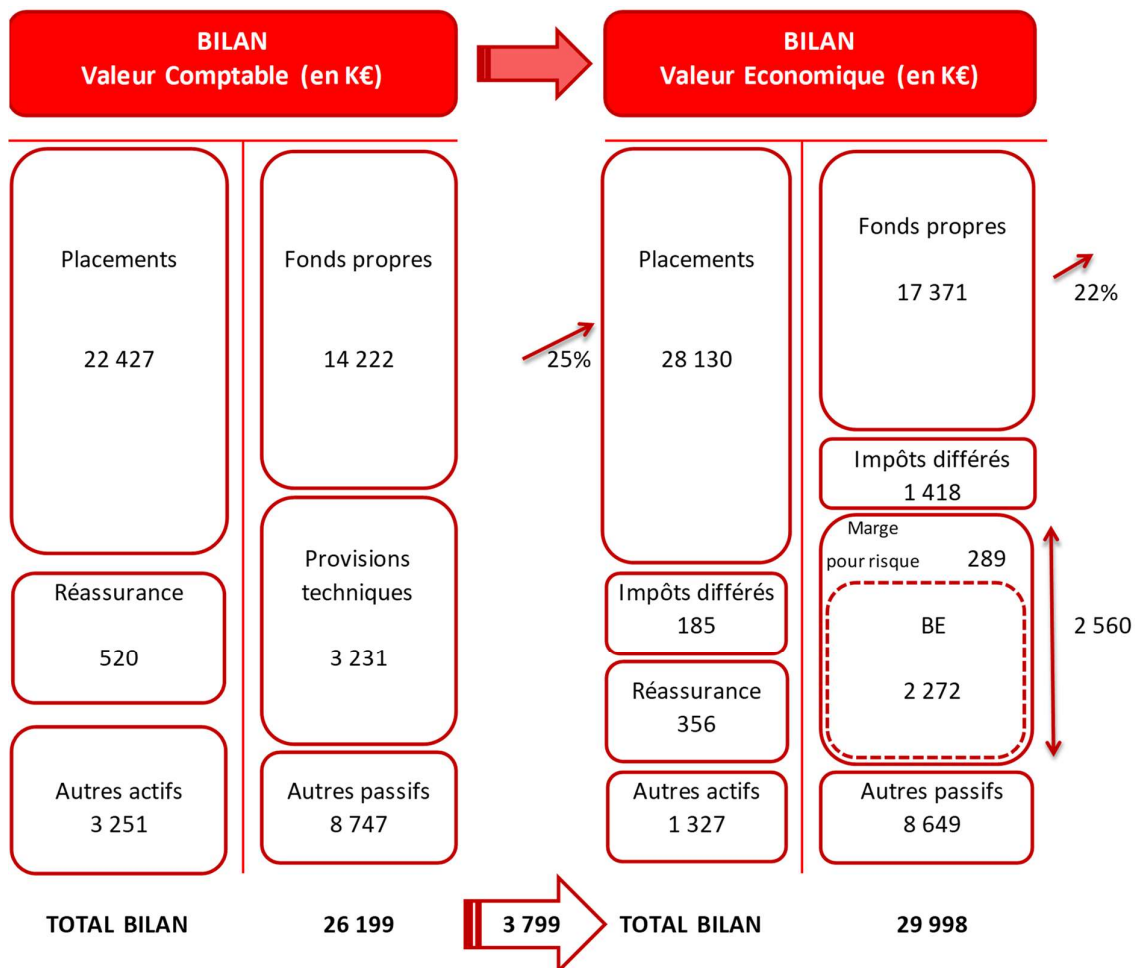 BILAN
Valeur Comptable (en K€)
BILAN
Valeur Economique (en K€)
Placements
22 427
Réassurance
520
Autres actifs
3 251
Fonds propres
14 222
Provisions
techniques
3 231
Autres passifs
8 747
25%
Placements
28 130
Impôts différés
185
Réassurance
356
Autres actifs
1 327
Fonds propres
17 371
22%
Impôts différés
1 418
Marge
pour risque 289
BE
2 272
2 560
Autres passifs
8 649
TOTAL BILAN 26 199 3 799 TOTAL BILAN 29 998